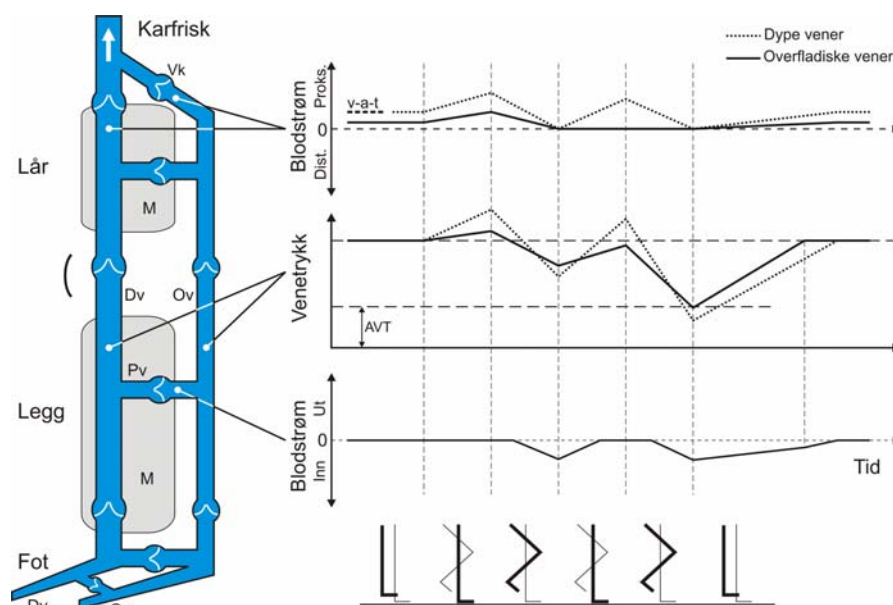 Karfrisk
Vk
Lår
M
Dv
Ov
Pv
Legg
M
Fot
Dype vener
Overfladiske vener
Blodstrøm
Dist. Proks.
v-a-t
0
Venetrykk
AVT
Blodstrøm
Inn Ut
0
Tid